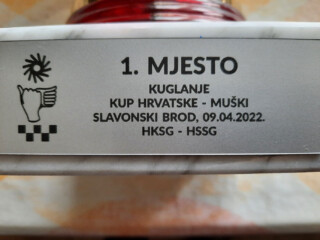 1. MJESTO
KUGLANJE
KUP HRVATSKE - MUŠKI
SLAVONSKI BROD, 09.04.2022.
HKSG - HSSG